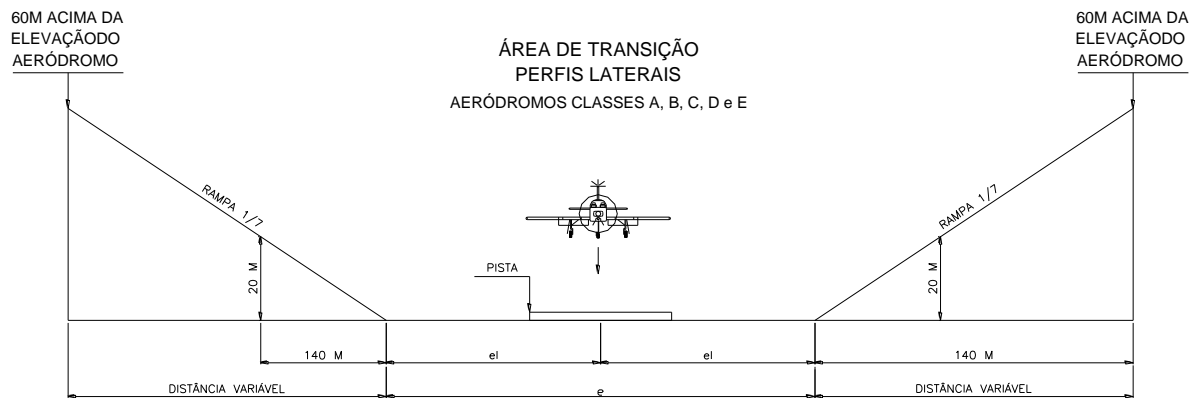 60M ACIMA DA
ELEVAÇÃODO
AERÓDROMO
ÁREA DE TRANSIÇÃO
PERFIS LATERAIS
AERÓDROMOS CLASSES A, B, C, D e E
60M ACIMA DA
ELEVAÇÃODO
AERÓDROMO
RAMPA 1/7
RAMPA 1/7
20 M
PISTA
20 M
140 M
el
el
140 M
DISTÂNCIA VARIÁVEL
e
DISTÂNCIA VARIÁVEL